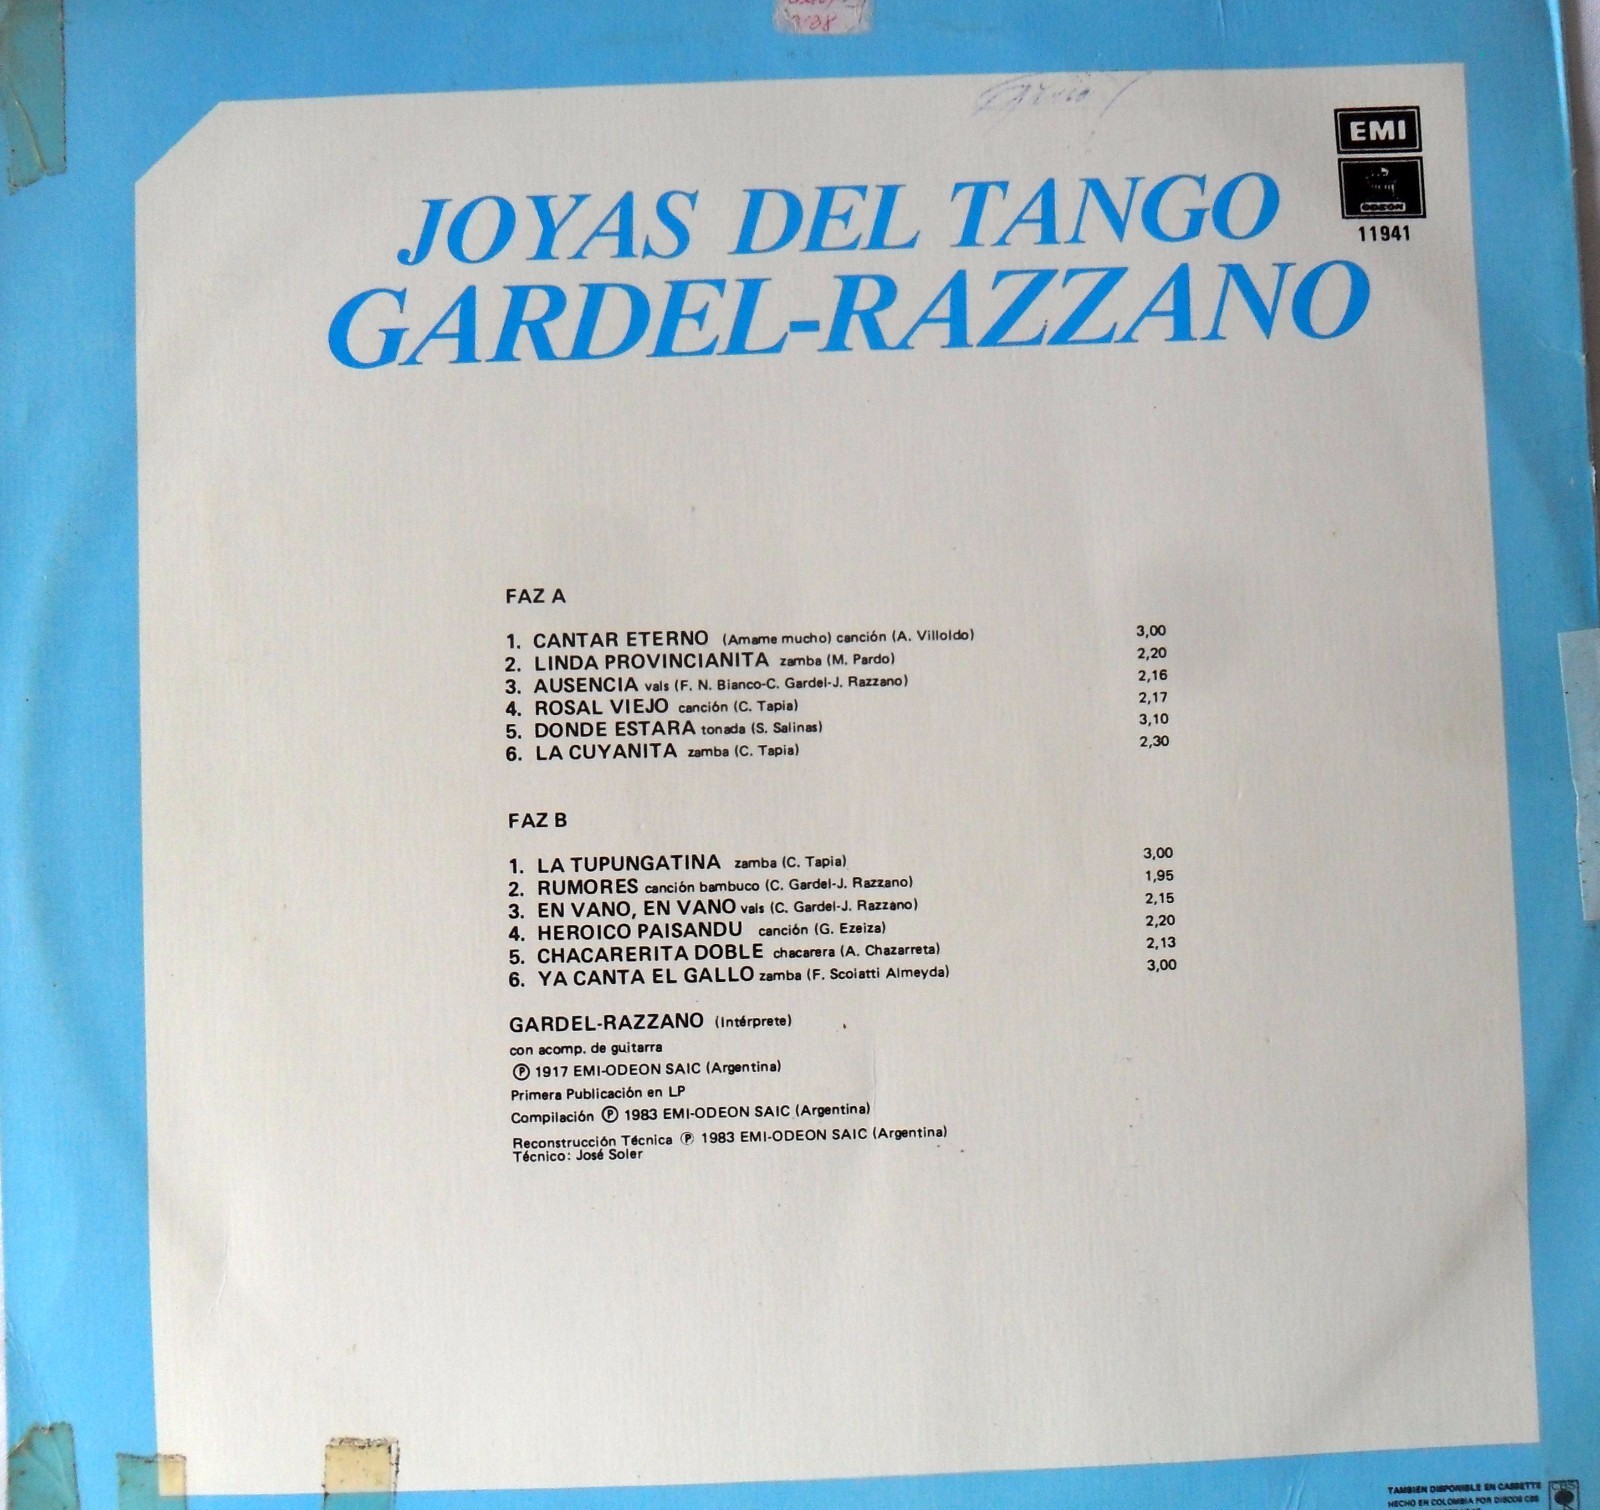 EMI
ODEON
11941
JOYAS DEL TANGO
GARDEL-RAZZANO
FAZ A
1. CANTAR ETERNO (Amame mucho) canción (A. Villoldo) 3,00
2. LINDA PROVINCIANITA zamba (M. Pardo) 2,20
3. AUSENCIA vals (F. N. Bianco-C. Gardel-J. Razzano) 2,16
4. ROSAL VIEJO canción (C. Tapia) 2,17
5. DONDE ESTARA tonada (S. Salinas) 3,10
6. LA CUYANITA zamba (C. Tapia) 2,30
FAZ B
1. LA TUPUNGATINA zamba (C. Tapia) 3,00
2. RUMORES canción bambuco (C. Gardel-J. Razzano) 1,95
3. EN VANO, EN VANO vals (C. Gardel-J. Razzano) 2,15
4. HEROICO PAISANDU canción (G. Ezeiza) 2,20
5. CHACARERITA DOBLE chacarera (A. Chazarreta) 2,13
6. YA CANTA EL GALLO zamba (F. Scolatti Almeyda) 3,00
GARDEL-RAZZANO (Intérprete)
con acomp. de guitarra
Ⓟ 1917 EMI-ODEON SAIC (Argentina)
Primera Publicación en LP
Compilación Ⓟ 1983 EMI-ODEON SAIC (Argentina)
Reconstrucción Técnica Ⓟ 1983 EMI-ODEON SAIC (Argentina)
Técnico: José Soler
TAMBIEN DISPONIBLE EN CASSETTE
HECHO EN COLOMBIA POR DISCOS CBS
CBS